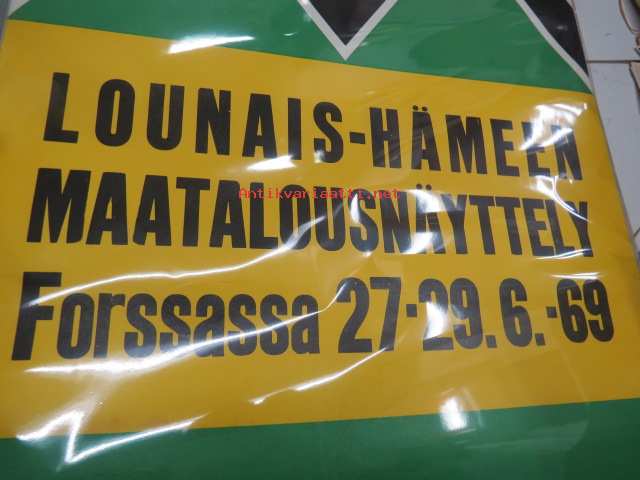 LOUNAIS-HÄMEEN
Antikvariaatti.net
MAATALOUSNÄYTTELY
Forssassa 27-29.6.-69